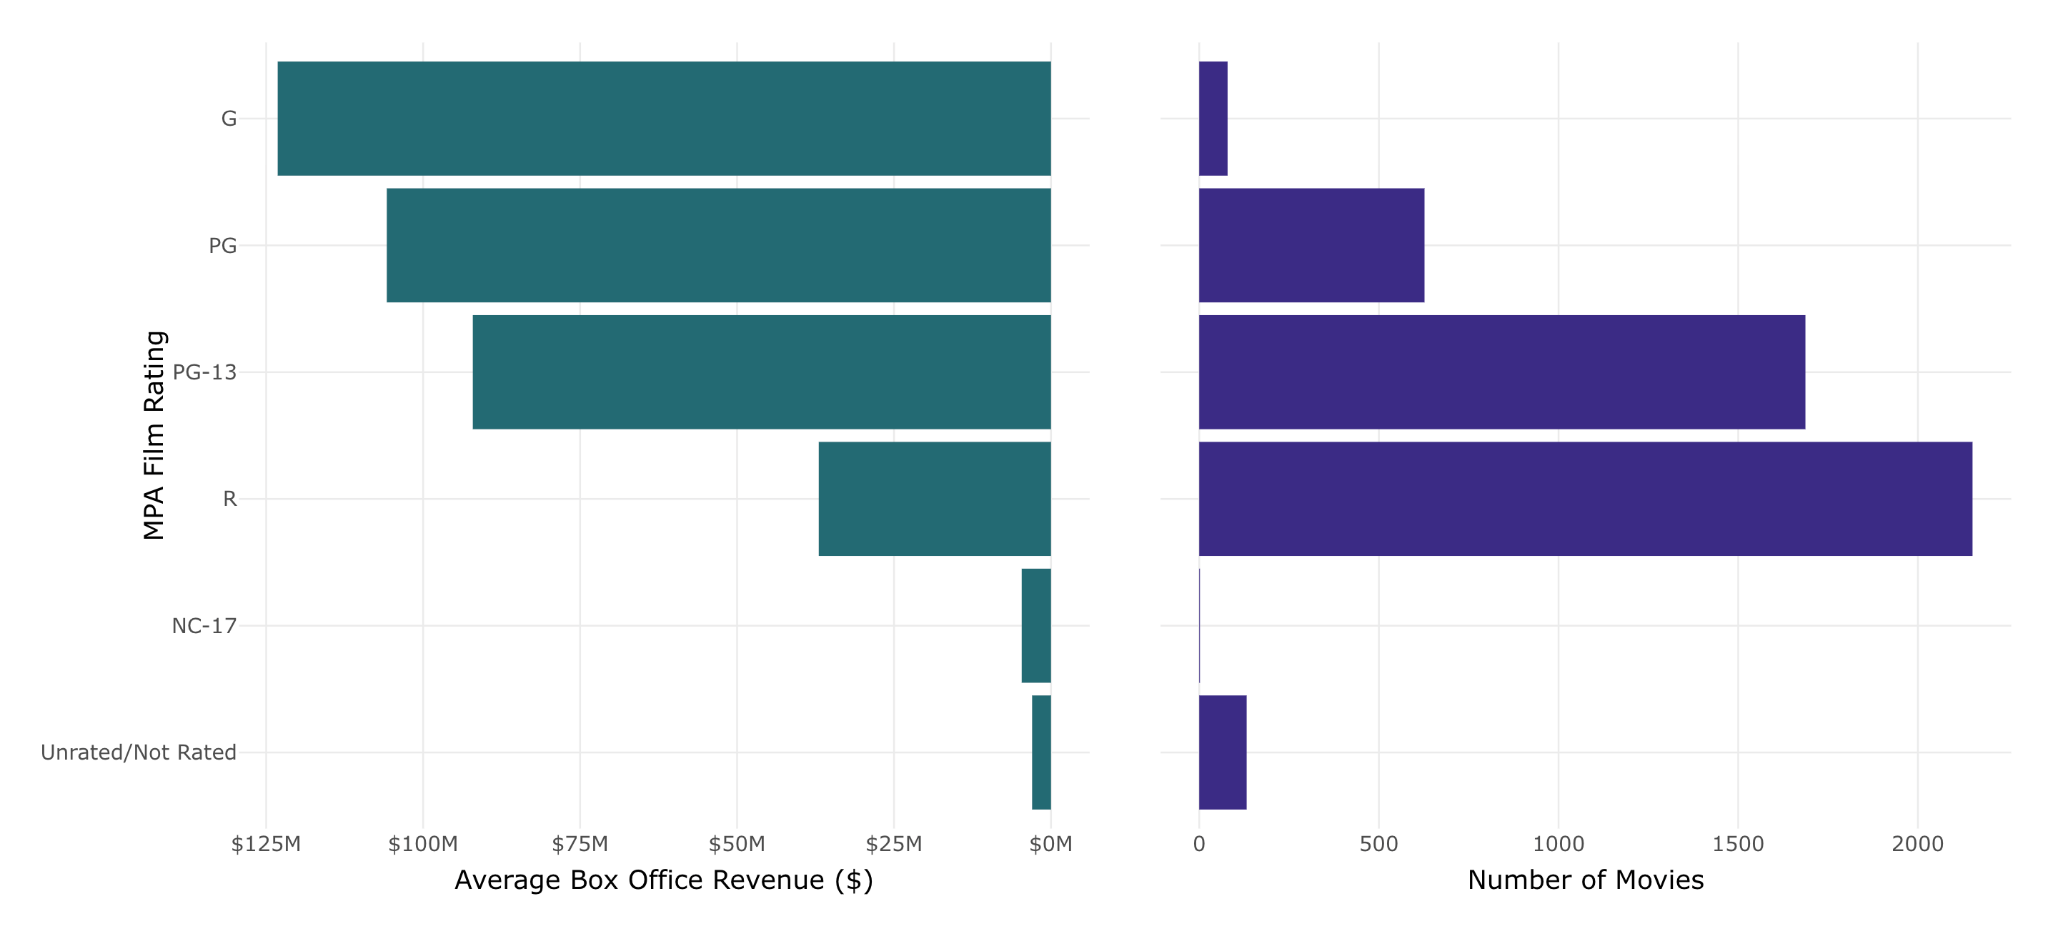 MPA Film Rating
G
PG
PG-13
R
NC-17
Unrated/Not Rated
$125M $100M $75M $50M $25M $0M
Average Box Office Revenue ($)
0 500 1000 1500 2000
Number of Movies